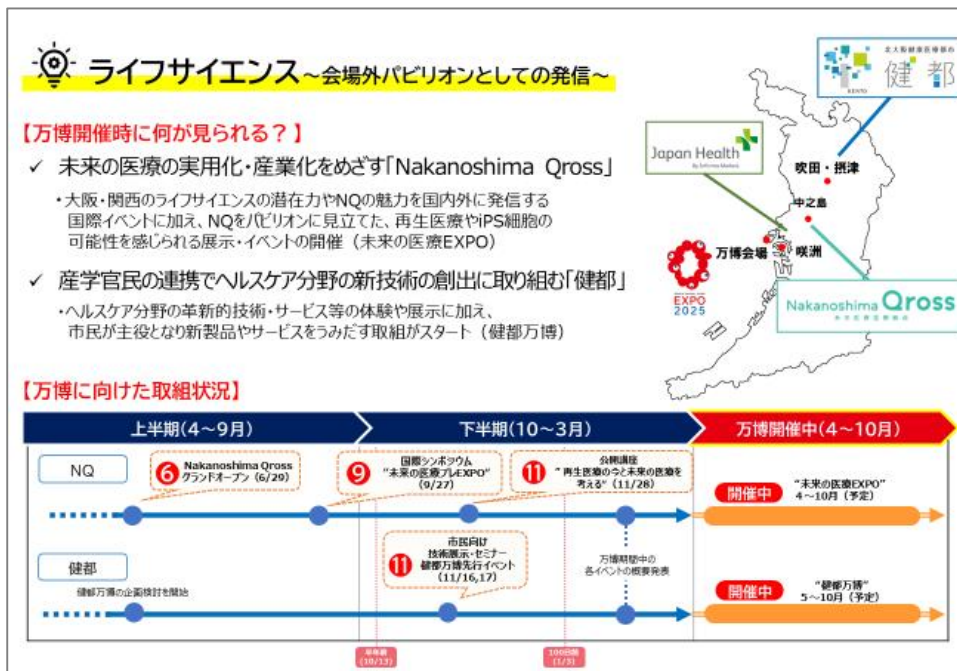 ライフサイエンス～会場外パビリオンとしての発信～
【万博開催時に何が見られる？】
✓ 未来の医療の実用化・産業化をめざす「Nakanoshima Qross」
・大阪・関西のライフサイエンスの潜在力やNQの魅力を国内外に発信する
国際イベントに加え、NQをパビリオンに見立てた、再生医療やiPS細胞の
可能性を感じられる展示・イベントの開催（未来の医療EXPO）
✓ 産学官民の連携でヘルスケア分野の新技術の創出に取り組む「健都」
・ヘルスケア分野の革新的技術・サービス等の体験や展示に加え、
市民が主役となり新製品やサービスをうみだす取組がスタート（健都万博）
北大阪健康医療都市
KENTO
健都
Japan Health
By Informa Markets
吹田・摂津
中之島
万博会場
咲洲
EXPO
2025
Nakanoshima Qross
未来医療国際拠点
【万博に向けた取組状況】
上半期(4～9月)
下半期(10～3月)
万博開催中(4～10月)
NQ
6
Nakanoshima Qross
グランドオープン(6/29)
9
国際シンポジウム
"未来の医療プレEXPO"
(9/27)
11
公開講座
"再生医療の今と未来の医療を
考える"(11/28)
開催中
"未来の医療EXPO"
4～10月（予定）
健都
健都万博の企画検討を開始
11
市民向け
技術展示・セミナー
健都万博先行イベント
(11/16,17)
万博期間中の
各イベントの概要発表
開催中
"健都万博"
5～10月（予定）
半年前
(10/13)
100日前
(1/3)